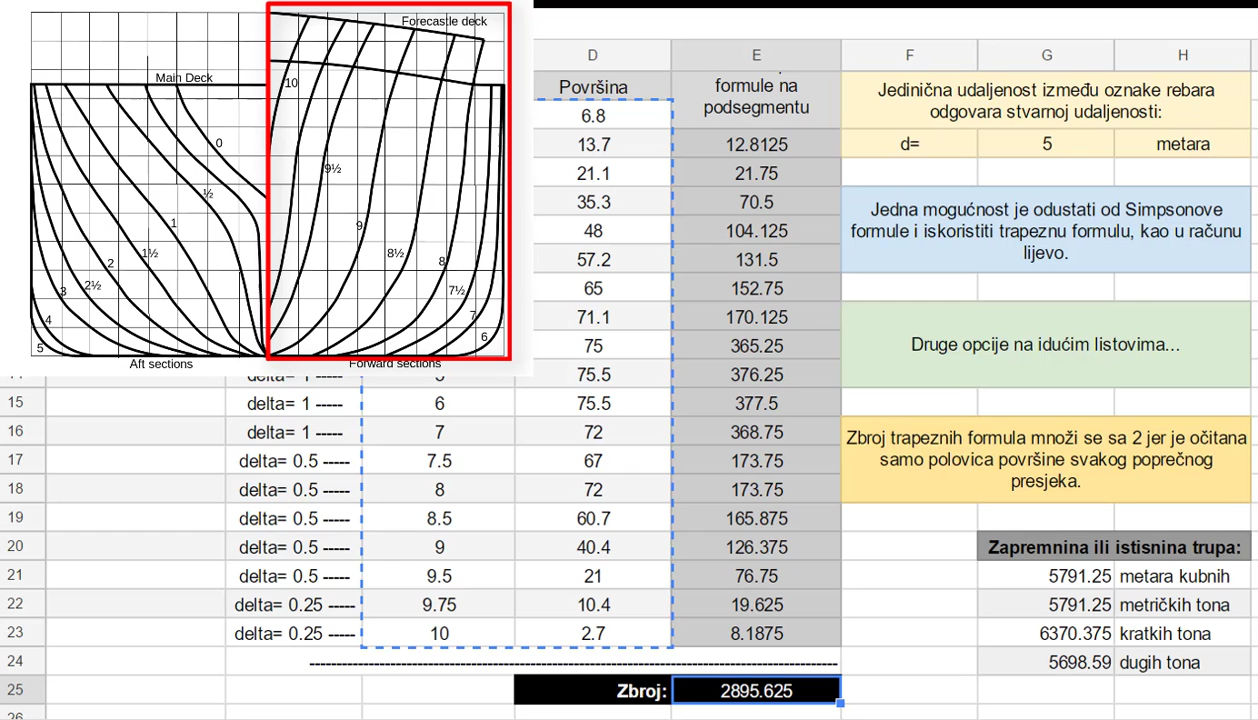 Forecastle deck
Main Deck
10
0
9½
½
1
9
1½
8½
2
8
2½
7½
3
7
4
6
5
Aft sections
Forward sections
D E F G H
Površina
formule na
podsegmentu
6.8
13.7 12.8125
21.1 21.75
35.3 70.5
48 104.125
57.2 131.5
65 152.75
71.1 170.125
75 365.25
75.5 376.25
15 delta= 1 ----- 6 75.5 377.5
16 delta= 1 ----- 7 72 368.75
17 delta= 0.5 ----- 7.5 67 173.75
18 delta= 0.5 ----- 8 72 173.75
19 delta= 0.5 ----- 8.5 60.7 165.875
20 delta= 0.5 ----- 9 40.4 126.375
21 delta= 0.5 ----- 9.5 21 76.75
22 delta= 0.25 ----- 9.75 10.4 19.625
23 delta= 0.25 ----- 10 2.7 8.1875
24
25 Zbroj: 2895.625
26
Jedinična udaljenost između oznake rebara
odgovara stvarnoj udaljenosti:
d= 5 metara
Jedna mogućnost je odustati od Simpsonove
formule i iskoristiti trapeznu formulu, kao u računu
lijevo.
Druge opcije na idućim listovima...
Zbroj trapeznih formula množi se sa 2 jer je očitana
samo polovica površine svakog poprečnog
presjeka.
Zapremnina ili istisnina trupa:
5791.25 metara kubnih
5791.25 metričkih tona
6370.375 kratkih tona
5698.59 dugih tona